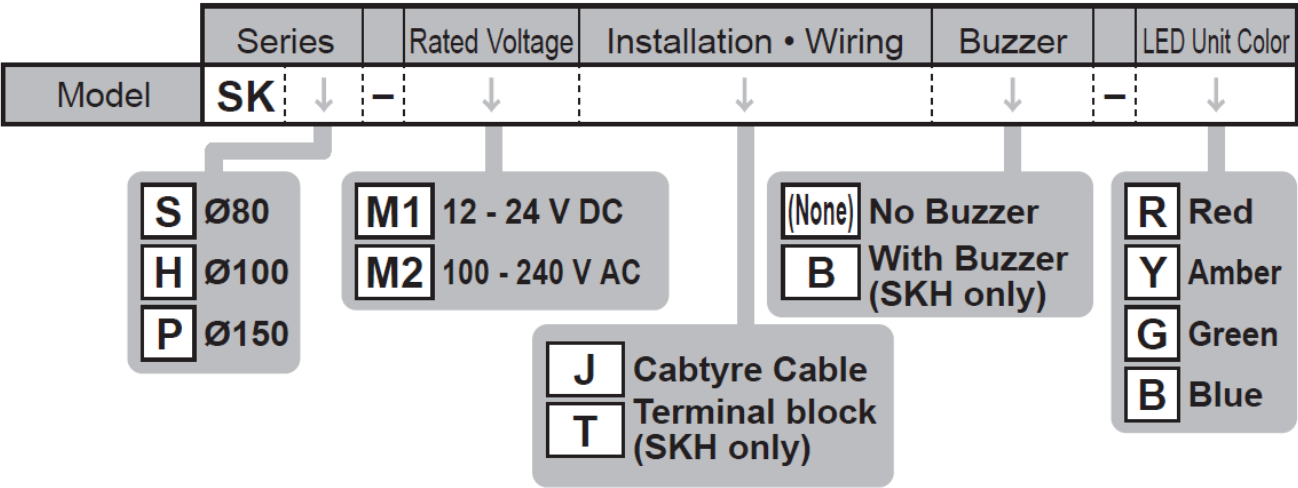 Series Rated Voltage Installation • Wiring Buzzer LED Unit Color
Model SK ↓ – ↓ ↓ ↓ – ↓
S Ø80
H Ø100
P Ø150
M1 12 - 24 V DC
M2 100 - 240 V AC
J Cabtyre Cable
T Terminal block
(SKH only)
(None) No Buzzer
B With Buzzer
(SKH only)
R Red
Y Amber
G Green
B Blue